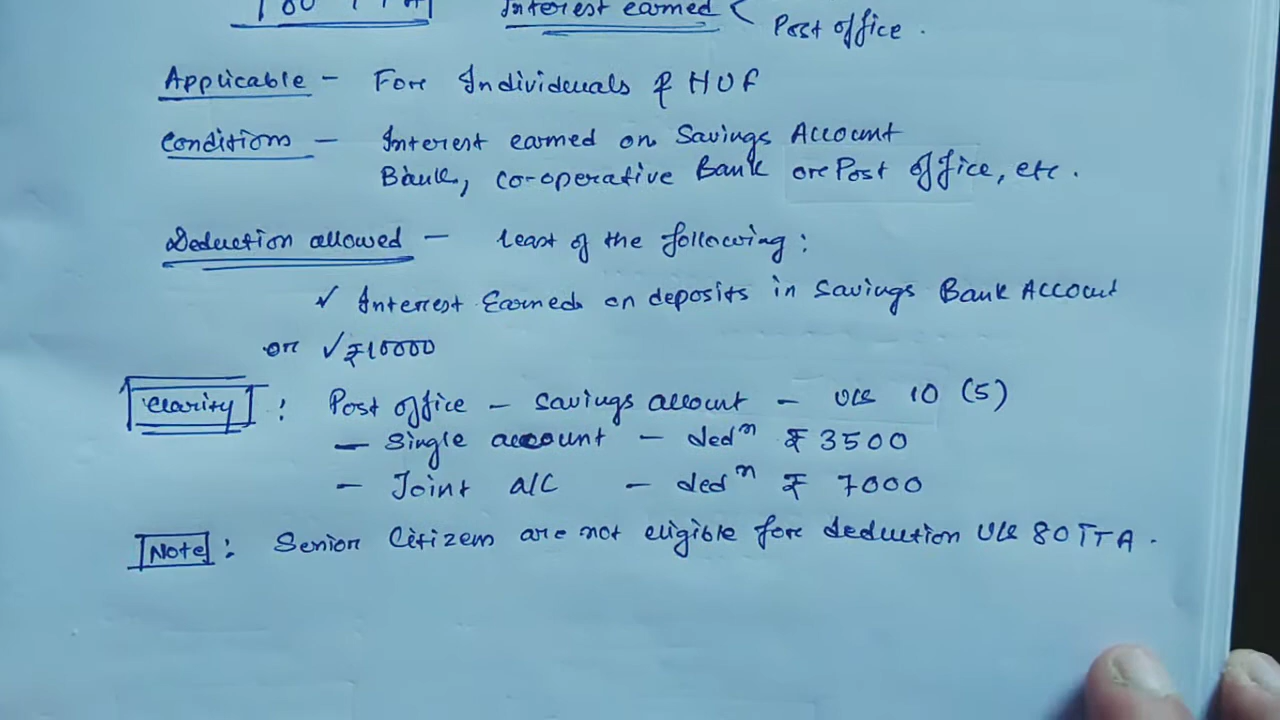 Interest earned <
Post office .
Applicable - For Individuals & HUF
Conditions - Interest earned on Savings Account
Bank, co-operative Bank or Post office, etc .
Deduction allowed - least of the following :
✓ Interest Earned on deposits in Savings Bank Account
or ✓ ₹10000
Clarity : Post office - savings account - U/s 10 (5)
- Single account - dedⁿ ₹ 3500
- Joint a/c - dedⁿ ₹ 7000
Note : Senior Citizens are not eligible for deduction U/s 80TTA .